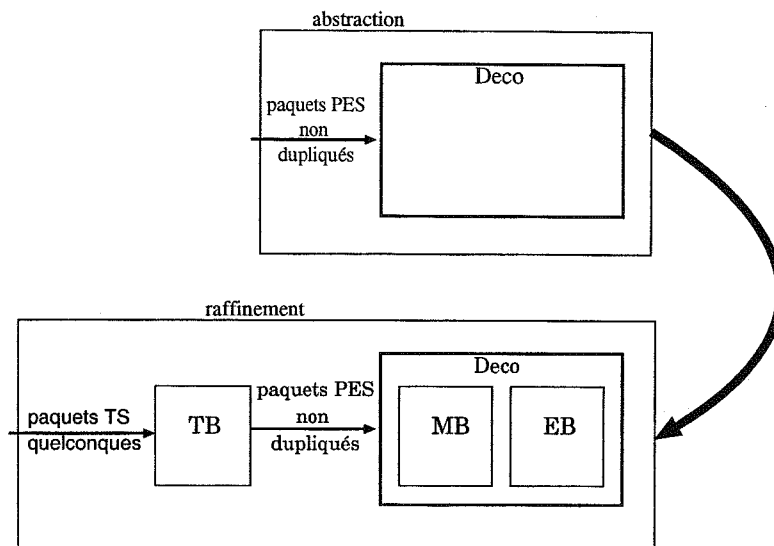 abstraction
Deco
paquets PES
non
dupliqués
raffinement
Deco
paquets PES
non
dupliqués
paquets TS
quelconques
TB
MB
EB